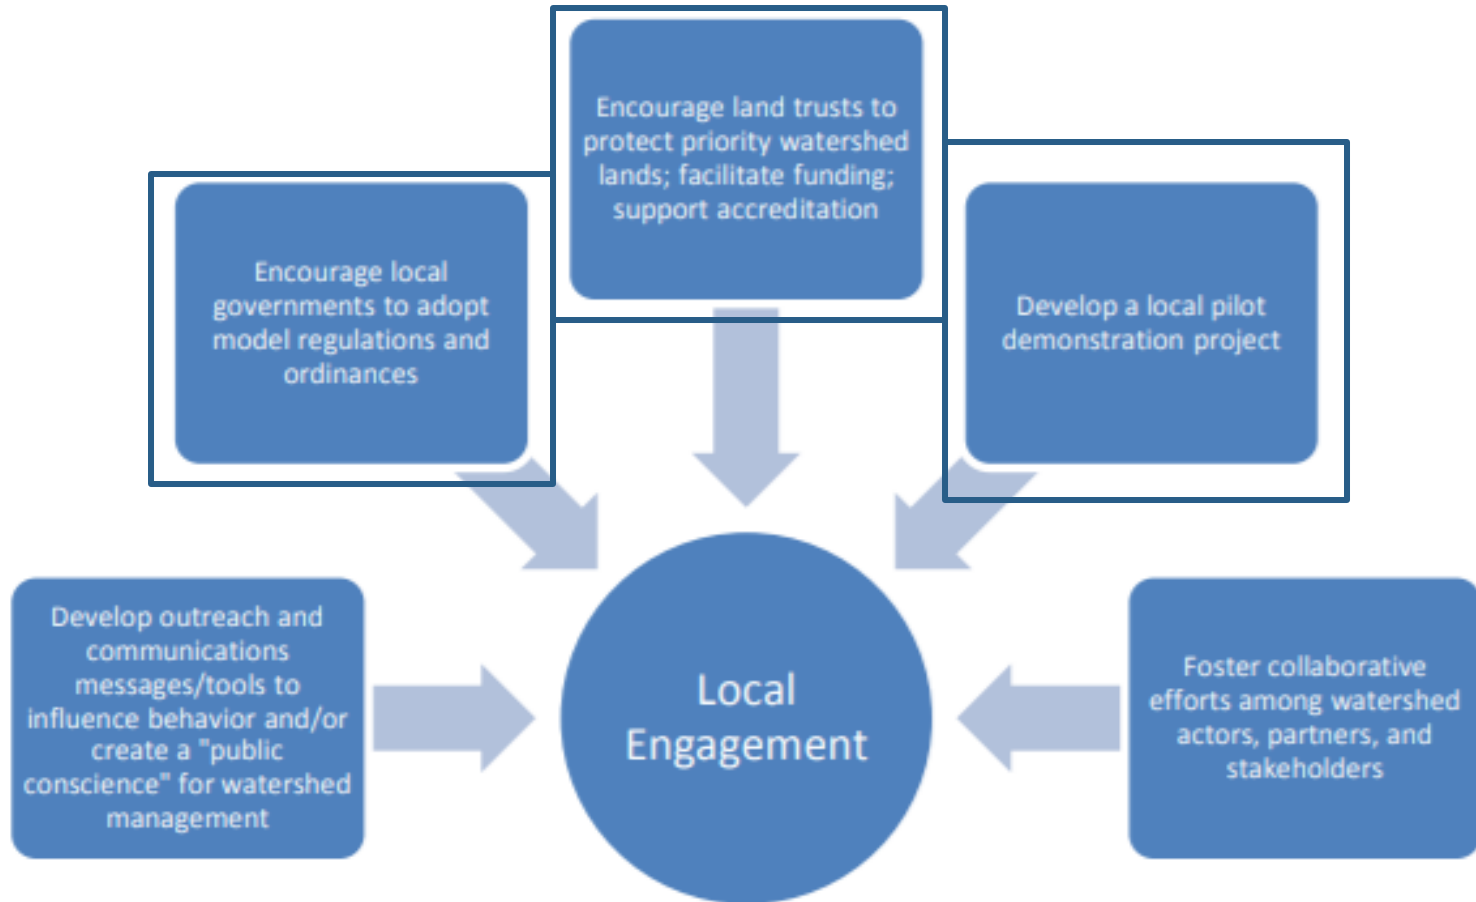 Encourage land trusts to
protect priority watershed
lands; facilitate funding;
support accreditation
Encourage local
governments to adopt
model regulations and
ordinances
Develop a local pilot
demonstration project
Develop outreach and
communications
messages/tools to
influence behavior and/or
create a "public
conscience" for watershed
management
Local
Engagement
Foster collaborative
efforts among watershed
actors, partners, and
stakeholders